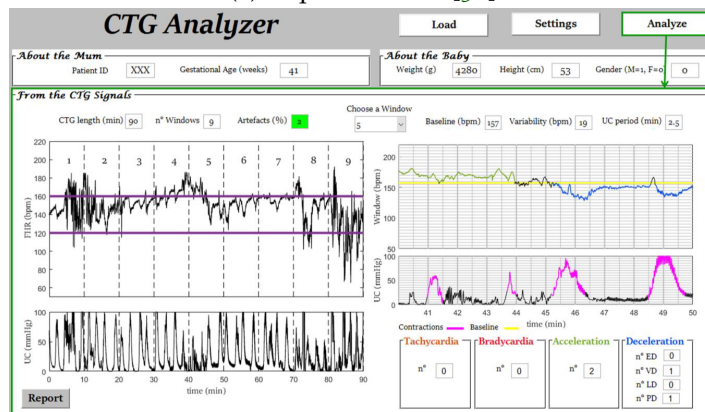 CTG Analyzer
Load
Settings
Analyze
About the Mum
Patient ID XXX Gestational Age (weeks) 41
About the Baby
Weight (g) 4280 Height (cm) 53 Gender (M=1, F=0) 0
From the CTG Signals
CTG length (min) 90 n° Windows 9 Artefacts (%) 2
Choose a Window
5
Baseline (bpm) 157 Variability (bpm) 19 UC period (min) 2.5
FHR (bpm)
220 200 180 160 140 120 100 80 60
1 2 3 4 5 6 7 8 9
UC (mmHg)
100 50 0
0 10 20 30 40 50 60 70 80 90
time (min)
Report
Window (bpm)
200 150 100 50
UC (mmHg)
100 50 0
41 42 43 44 45 46 47 48 49 50
time (min)
Contractions Baseline
Tachycardia
n° 0
Bradycardia
n° 0
Acceleration
n° 2
Deceleration
n° ED 0
n° VD 1
n° LD 0
n° PD 1